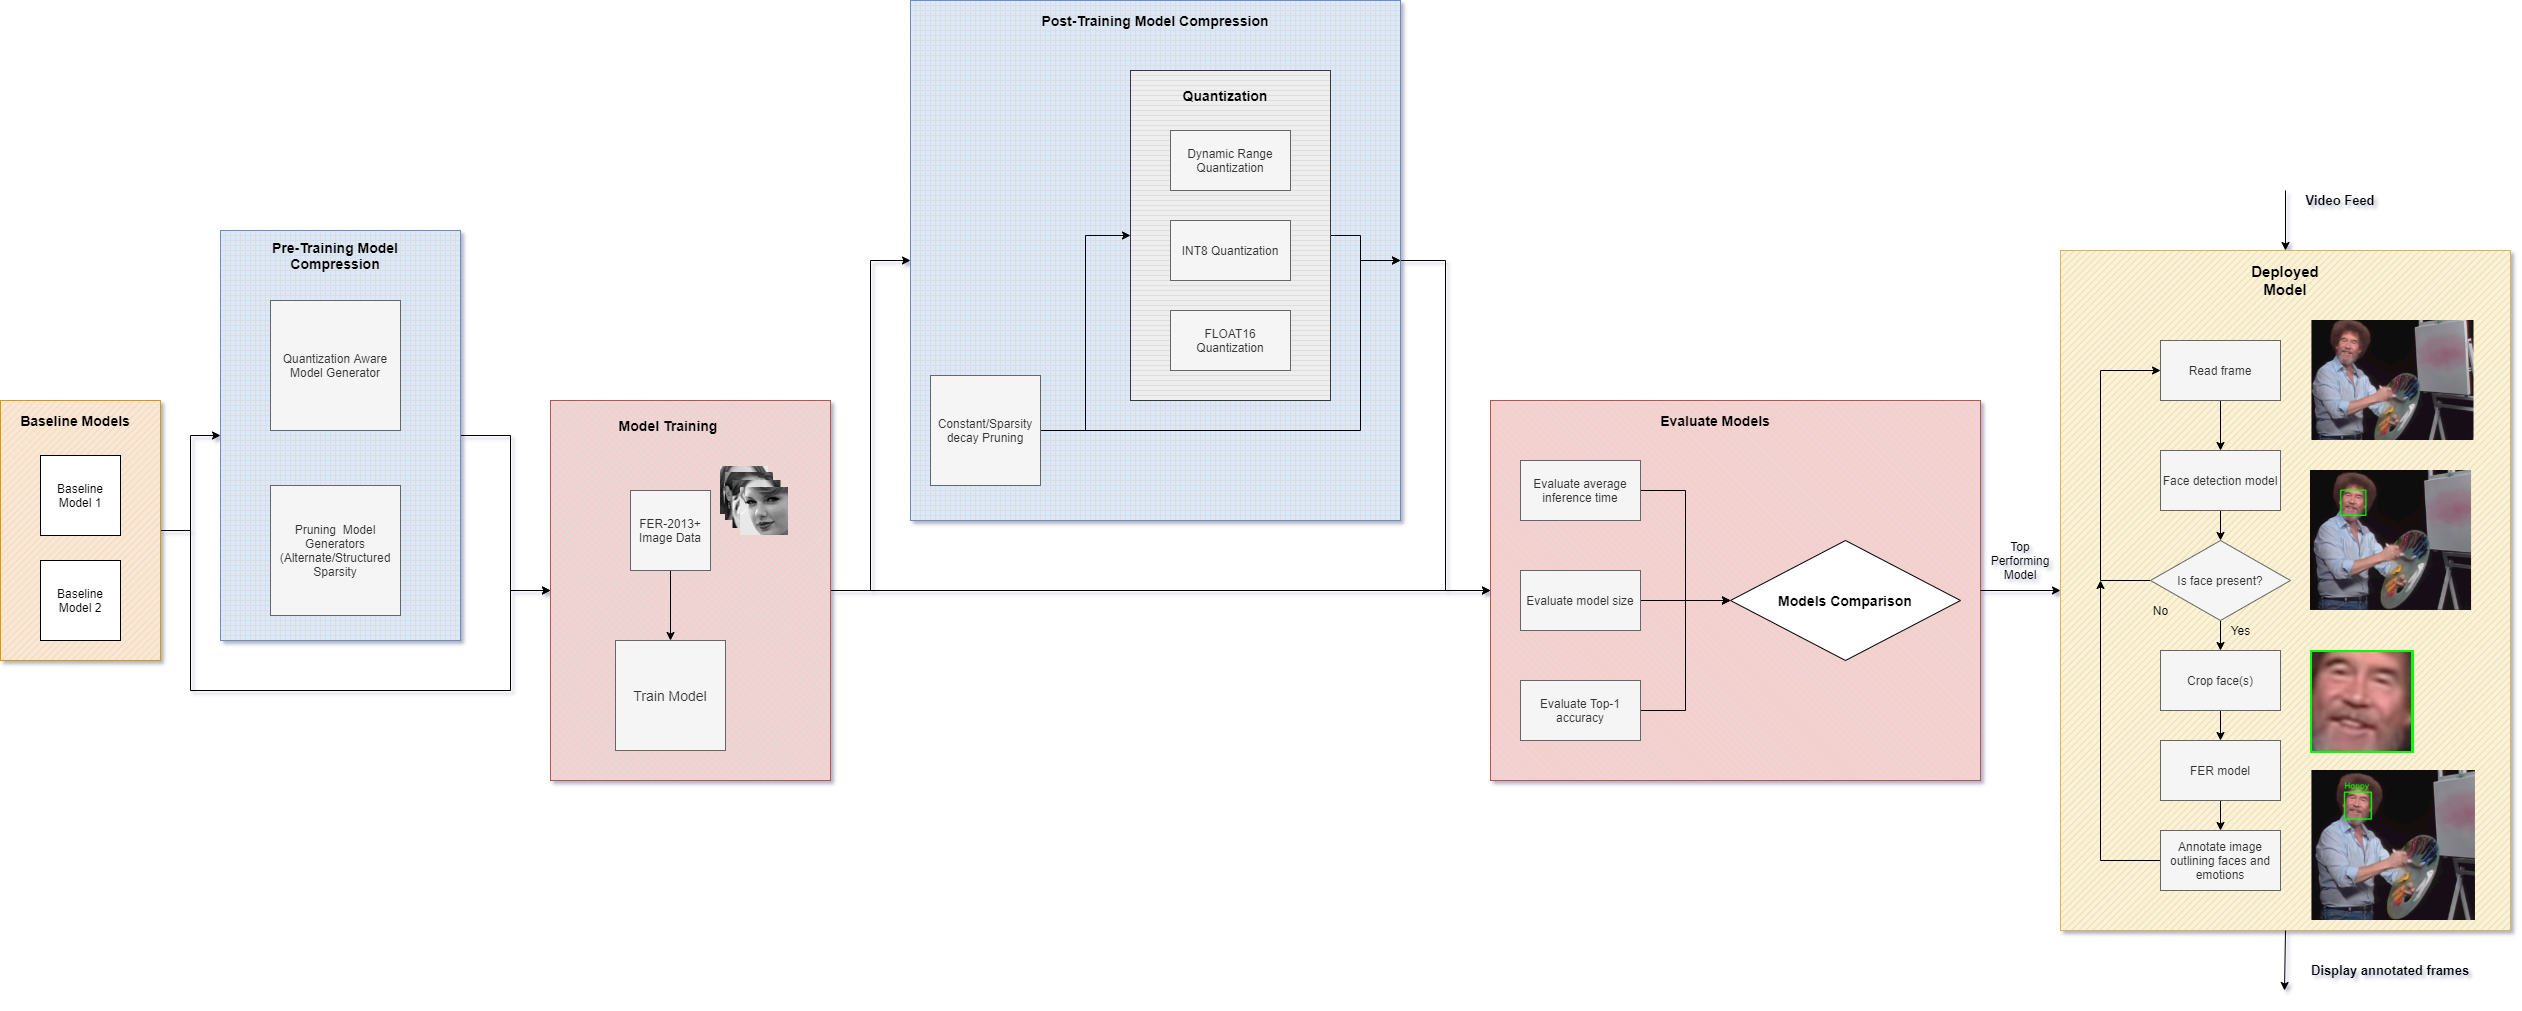 Post-Training Model Compression
Quantization
Dynamic Range
Quantization
INT8 Quantization
FLOAT16
Quantization
Constant/Sparsity
decay Pruning
Pre-Training Model
Compression
Quantization Aware
Model Generator
Pruning  Model
Generators
(Alternate/Structured
Sparsity
Baseline Models
Baseline
Model 1
Baseline
Model 2
Model Training
FER-2013+
Image Data
Train Model
Evaluate Models
Evaluate average
inference time
Evaluate model size
Evaluate Top-1
accuracy
Models Comparison
Top
Performing
Model
Video Feed
Deployed
Model
Read frame
Face detection model
Is face present?
No
Yes
Crop face(s)
FER model
Happy
Annotate image
outlining faces and
emotions
Display annotated frames